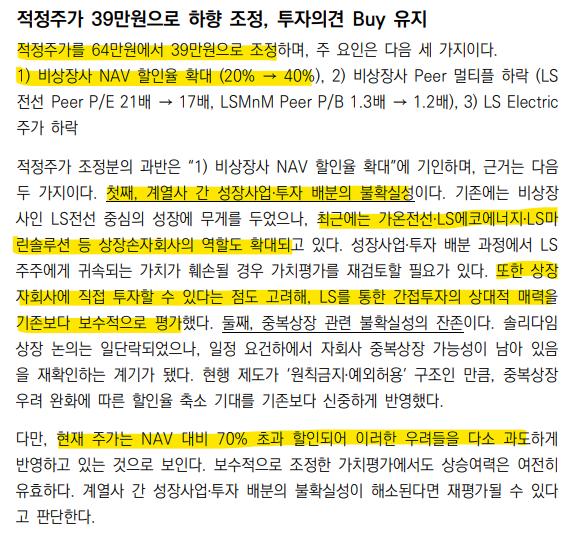 적정주가 39만원으로 하향 조정, 투자의견 Buy 유지
적정주가를 64만원에서 39만원으로 조정하며, 주 요인은 다음 세 가지이다.
1) 비상장사 NAV 할인율 확대 (20% → 40%), 2) 비상장사 Peer 멀티플 하락 (LS
전선 Peer P/E 21배 → 17배, LSMnM Peer P/B 1.3배 → 1.2배), 3) LS Electric
주가 하락
적정주가 조정분의 과반은 “1) 비상장사 NAV 할인율 확대”에 기인하며, 근거는 다음
두 가지이다. 첫째, 계열사 간 성장사업·투자 배분의 불확실성이다. 기존에는 비상장
사인 LS전선 중심의 성장에 무게를 두었으나, 최근에는 가온전선·LS에코에너지·LS마
린솔루션 등 상장손자회사의 역할도 확대되고 있다. 성장사업·투자 배분 과정에서 LS
주주에게 귀속되는 가치가 훼손될 경우 가치평가를 재검토할 필요가 있다. 또한 상장
자회사에 직접 투자할 수 있다는 점도 고려해, LS를 통한 간접투자의 상대적 매력을
기존보다 보수적으로 평가했다. 둘째, 중복상장 관련 불확실성의 잔존이다. 솔리다임
상장 논의는 일단락되었으나, 일정 요건하에서 자회사 중복상장 가능성이 남아 있음
을 재확인하는 계기가 됐다. 현행 제도가 ‘원칙금지·예외허용’ 구조인 만큼, 중복상장
우려 완화에 따른 할인율 축소 기대를 기존보다 신중하게 반영했다.
다만, 현재 주가는 NAV 대비 70% 초과 할인되어 이러한 우려들을 다소 과도하게
반영하고 있는 것으로 보인다. 보수적으로 조정한 가치평가에서도 상승여력은 여전히
유효하다. 계열사 간 성장사업·투자 배분의 불확실성이 해소된다면 재평가될 수 있다
고 판단한다.